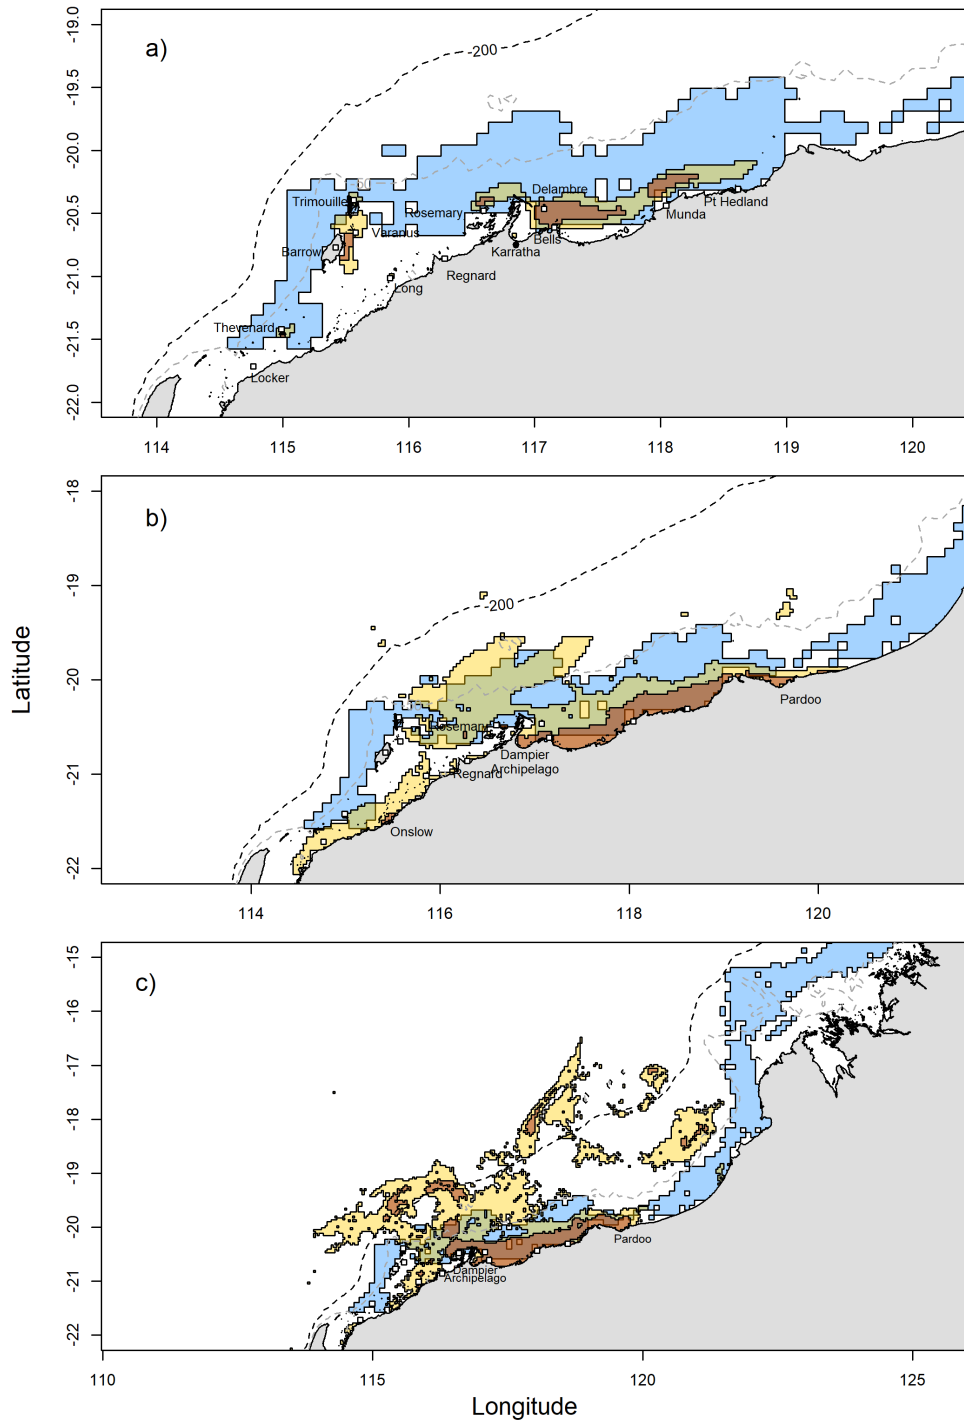 a)
-19.0
-19.5
-20.0
-20.5
-21.0
-21.5
-22.0
-200
-50
Trimouille
Delambre
Rosemary
Munda
Pt Hedland
Varanus
Bells
Barrow
Karratha
Regnard
Long
Thevenard
Locker
114
115
116
117
118
119
120
b)
-18
-19
-20
-21
-22
-200
Rosemary
Pardoo
Dampier
Archipelago
Regnard
Onslow
114
116
118
120
Latitude
c)
-15
-16
-17
-18
-19
-20
-21
-22
Pardoo
Dampier
Archipelago
110
115
120
125
Longitude